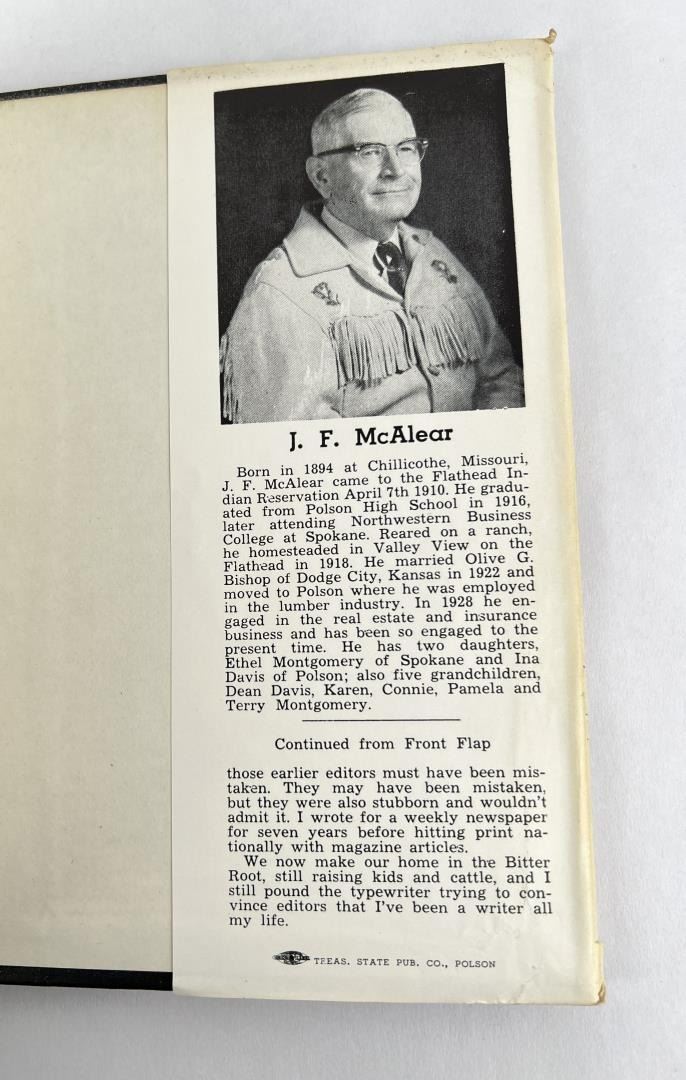 J. F. McAlear
Born in 1894 at Chillicothe, Missouri,
J. F. McAlear came to the Flathead In-
dian Reservation April 7th 1910. He gradu-
ated from Polson High School in 1916,
later attending Northwestern Business
College at Spokane. Reared on a ranch,
he homesteaded in Valley View on the
Flathead in 1918. He married Olive G.
Bishop of Dodge City, Kansas in 1922 and
moved to Polson where he was employed
in the lumber industry. In 1928 he en-
gaged in the real estate and insurance
business and has been so engaged to the
present time. He has two daughters,
Ethel Montgomery of Spokane and Ina
Davis of Polson; also five grandchildren,
Dean Davis, Karen, Connie, Pamela and
Terry Montgomery.
Continued from Front Flap
those earlier editors must have been mis-
taken. They may have been mistaken,
but they were also stubborn and wouldn't
admit it. I wrote for a weekly newspaper
for seven years before hitting print na-
tionally with magazine articles.
We now make our home in the Bitter
Root, still raising kids and cattle, and I
still pound the typewriter trying to con-
vince editors that I've been a writer all
my life.
TREAS. STATE PUB. CO., POLSON